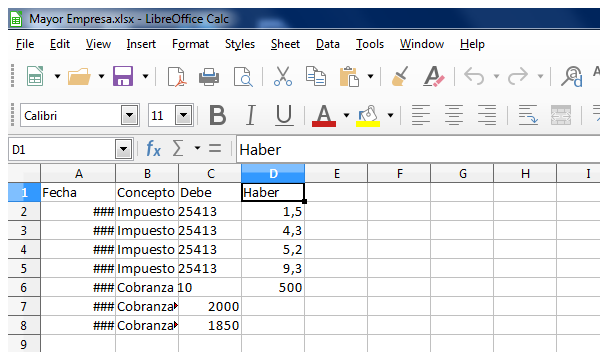 Mayor Empresa.xlsx - LibreOffice Calc
File Edit View Insert Format Styles Sheet Data Tools Window Help
Calibri 11 B I U A
D1 fx Σ = Haber
A B C D E F G H I
1 Fecha Concepto Debe Haber
2 ### Impuesto 25413 1,5
3 ### Impuesto 25413 4,3
4 ### Impuesto 25413 5,2
5 ### Impuesto 25413 9,3
6 ### Cobranza 10 500
7 ### Cobranza 2000
8 ### Cobranza 1850
9